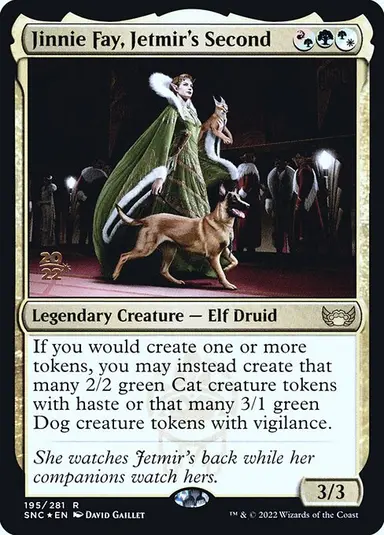 Jinnie Fay, Jetmir's Second
20
22
Legendary Creature — Elf Druid
If you would create one or more
tokens, you may instead create that
many 2/2 green Cat creature tokens
with haste or that many 3/1 green
Dog creature tokens with vigilance.
She watches Jetmir's back while her
companions watch hers.
3/3
195/281 R
SNC★EN DAVID GAILLET
™ & © 2022 Wizards of the Coast